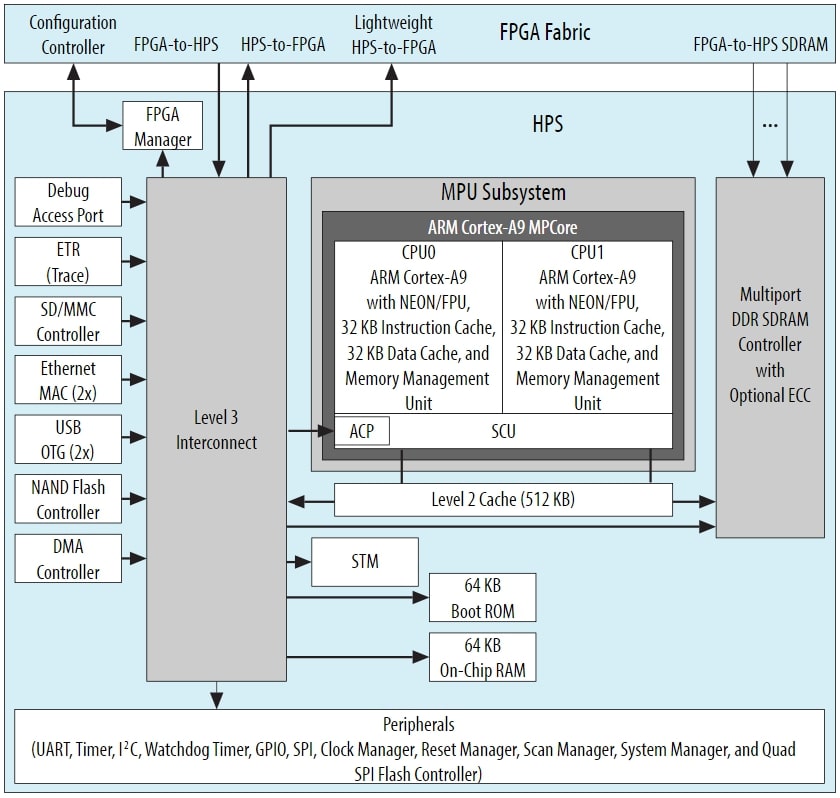 Configuration
Controller
FPGA-to-HPS
HPS-to-FPGA
Lightweight
HPS-to-FPGA
FPGA Fabric
FPGA-to-HPS SDRAM
FPGA
Manager
HPS
...
Debug
Access Port
ETR
(Trace)
SD/MMC
Controller
Ethernet
MAC (2x)
USB
OTG (2x)
NAND Flash
Controller
DMA
Controller
Level 3
Interconnect
MPU Subsystem
ARM Cortex-A9 MPCore
CPU0
ARM Cortex-A9
with NEON/FPU,
32 KB Instruction Cache,
32 KB Data Cache, and
Memory Management
Unit
CPU1
ARM Cortex-A9
with NEON/FPU,
32 KB Instruction Cache,
32 KB Data Cache, and
Memory Management
Unit
ACP
SCU
Level 2 Cache (512 KB)
Multiport
DDR SDRAM
Controller
with
Optional ECC
STM
64 KB
Boot ROM
64 KB
On-Chip RAM
Peripherals
(UART, Timer, I²C, Watchdog Timer, GPIO, SPI, Clock Manager, Reset Manager, Scan Manager, System Manager, and Quad
SPI Flash Controller)